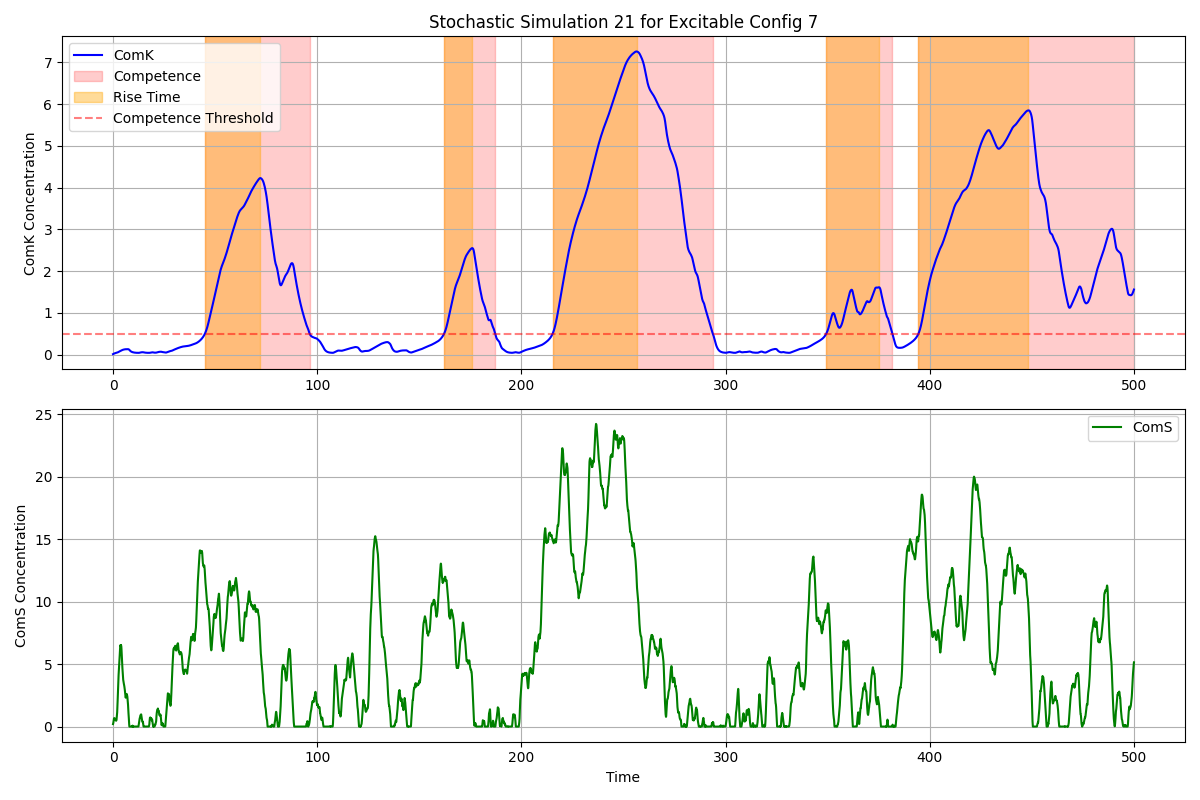 Stochastic Simulation 21 for Excitable Config 7
ComK
Competence
Rise Time
Competence Threshold
ComK Concentration
7
6
5
4
3
2
1
0
0 100 200 300 400 500
ComS
ComS Concentration
25
20
15
10
5
0
0 100 200 300 400 500
Time